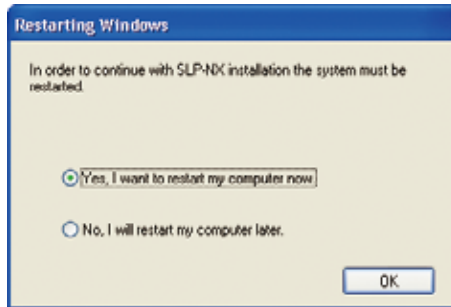 Restarting Windows
In order to continue with SLP-NX installation the system must be
restarted.
Yes, I want to restart my computer now.
No, I will restart my computer later.
OK